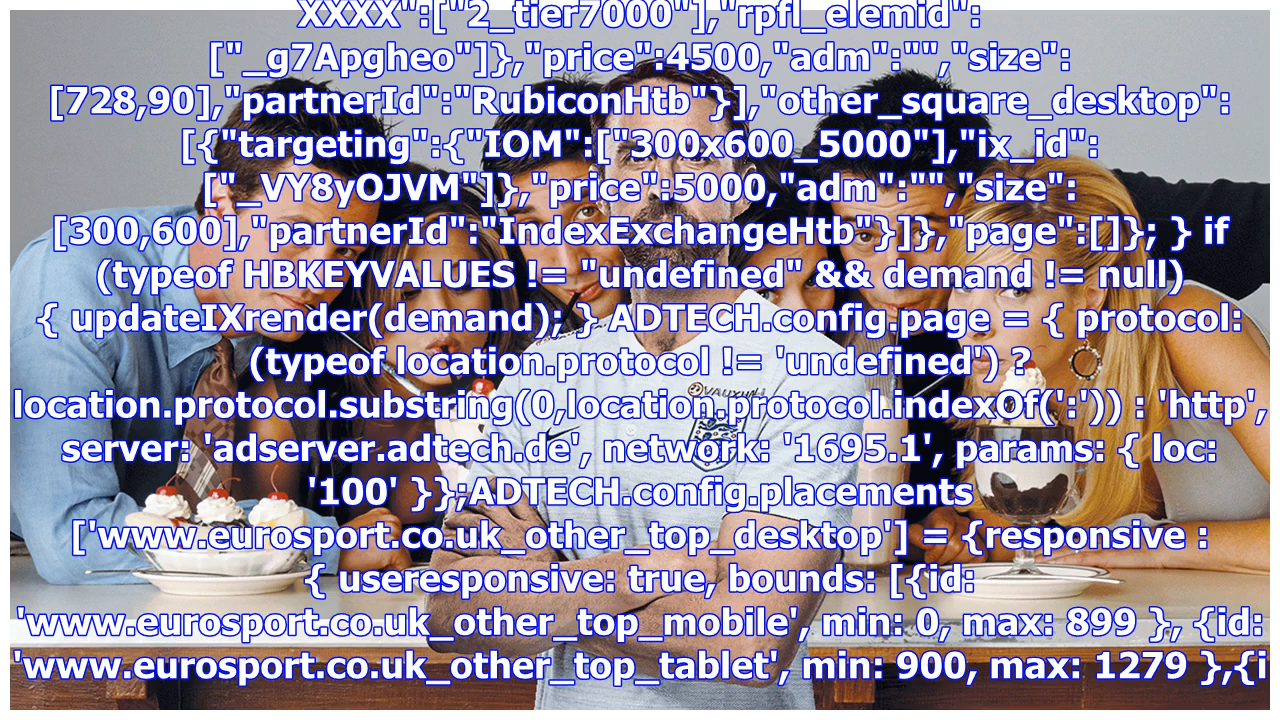 XXXX":["2_tier7000"],"rpfl_elemid":
["_g7Apgheo"]},"price":4500,"adm":"","size":
[728,90],"partnerId":"RubiconHtb"}],"other_square_desktop":
[{"targeting":{"IOM":["300x600_5000"],"ix_id":
["_VY8yOJVM"]},"price":5000,"adm":"","size":
[300,600],"partnerId":"IndexExchangeHtb"}]},"page":[]}; } if
(typeof HBKEYVALUES != "undefined" && demand != null)
{ updateIXrender(demand); } ADTECH.config.page = { protocol:
(typeof location.protocol != 'undefined') ?
location.protocol.substring(0,location.protocol.indexOf(':')) : 'http',
server: 'adserver.adtech.de', network: '1695.1', params: { loc:
'100' }};ADTECH.config.placements
['www.eurosport.co.uk_other_top_desktop'] = {responsive :
{ useresponsive: true, bounds: [{id:
'www.eurosport.co.uk_other_top_mobile', min: 0, max: 899 }, {id:
'www.eurosport.co.uk_other_top_tablet', min: 900, max: 1279 },{i
VAUXHALL